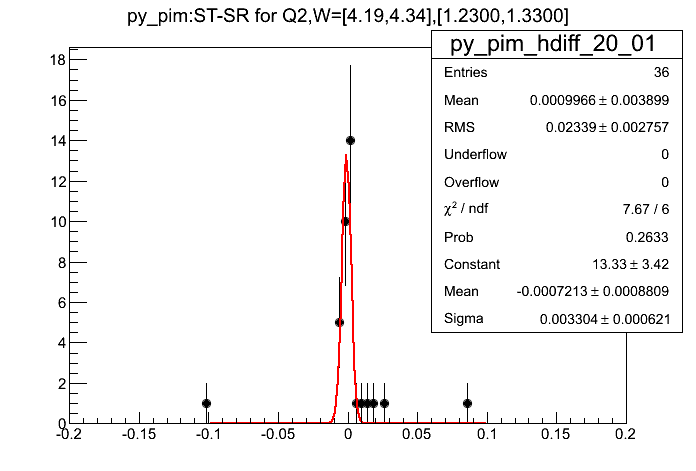 py_pim:ST-SR for Q2,W=[4.19,4.34],[1.2300,1.3300]
py_pim_hdiff_20_01
Entries 36
Mean 0.0009966 ± 0.003899
RMS 0.02339 ± 0.002757
Underflow 0
Overflow 0
χ² / ndf 7.67 / 6
Prob 0.2633
Constant 13.33 ± 3.42
Mean -0.0007213 ± 0.0008809
Sigma 0.003304 ± 0.000621
18
16
14
12
10
8
6
4
2
0
-0.2 -0.15 -0.1 -0.05 0 0.05 0.1 0.15 0.2